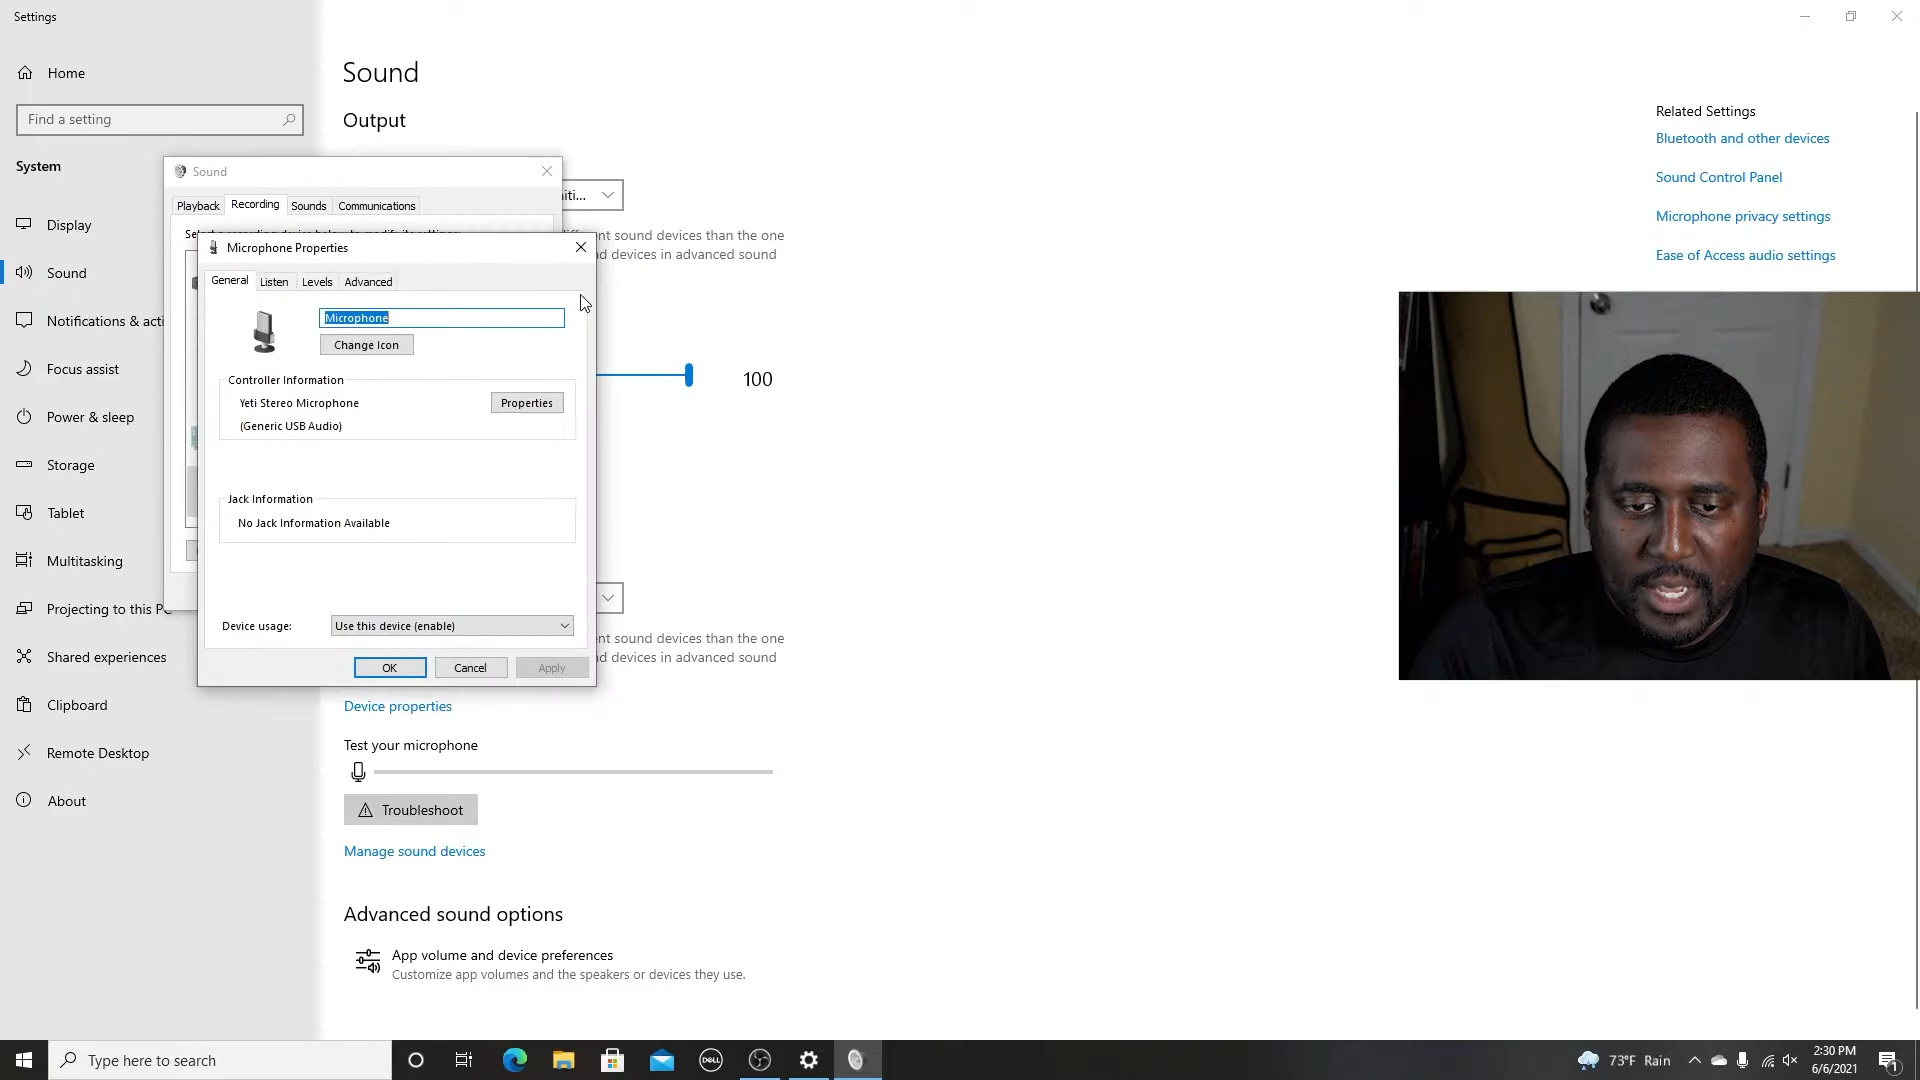 Settings
Home
Find a setting
System
Display
Sound
Notifications & acti
Focus assist
Power & sleep
Storage
Tablet
Multitasking
Projecting to this P
Shared experiences
Clipboard
Remote Desktop
About
Sound
Output
Sound
Playback
Recording
Sounds
Communications
Microphone Properties
General
Listen
Levels
Advanced
Microphone
Change Icon
Controller Information
Yeti Stereo Microphone
Properties
(Generic USB Audio)
Jack Information
No Jack Information Available
Device usage:
Use this device (enable)
OK
Cancel
Apply
sound devices than the one
devices in advanced sound
100
sound devices than the one
devices in advanced sound
Device properties
Test your microphone
Troubleshoot
Manage sound devices
Advanced sound options
App volume and device preferences
Customize app volumes and the speakers or devices they use.
Related Settings
Bluetooth and other devices
Sound Control Panel
Microphone privacy settings
Ease of Access audio settings
Type here to search
DELL
73°F Rain
2:30 PM
6/6/2021
1